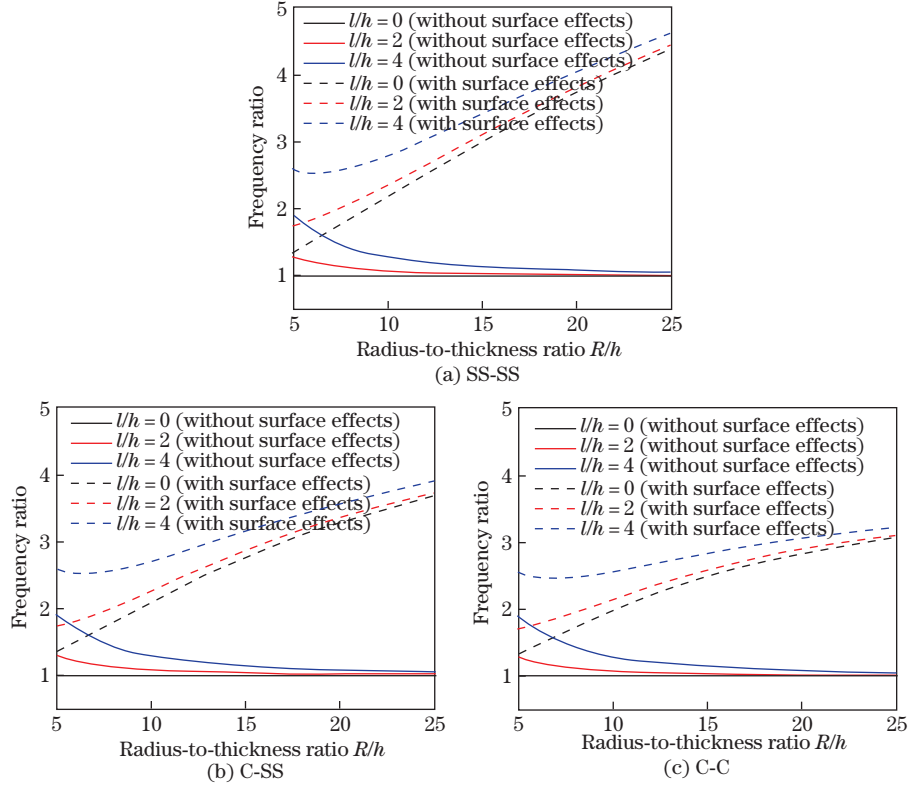 5
4
3
2
1
Frequency ratio
l/h = 0 (without surface effects)
l/h = 2 (without surface effects)
l/h = 4 (without surface effects)
l/h = 0 (with surface effects)
l/h = 2 (with surface effects)
l/h = 4 (with surface effects)
5 10 15 20 25
Radius-to-thickness ratio R/h
(a) SS-SS
5
4
3
2
1
Frequency ratio
l/h = 0 (without surface effects)
l/h = 2 (without surface effects)
l/h = 4 (without surface effects)
l/h = 0 (with surface effects)
l/h = 2 (with surface effects)
l/h = 4 (with surface effects)
5 10 15 20 25
Radius-to-thickness ratio R/h
(b) C-SS
5
4
3
2
1
Frequency ratio
l/h = 0 (without surface effects)
l/h = 2 (without surface effects)
l/h = 4 (without surface effects)
l/h = 0 (with surface effects)
l/h = 2 (with surface effects)
l/h = 4 (with surface effects)
5 10 15 20 25
Radius-to-thickness ratio R/h
(c) C-C